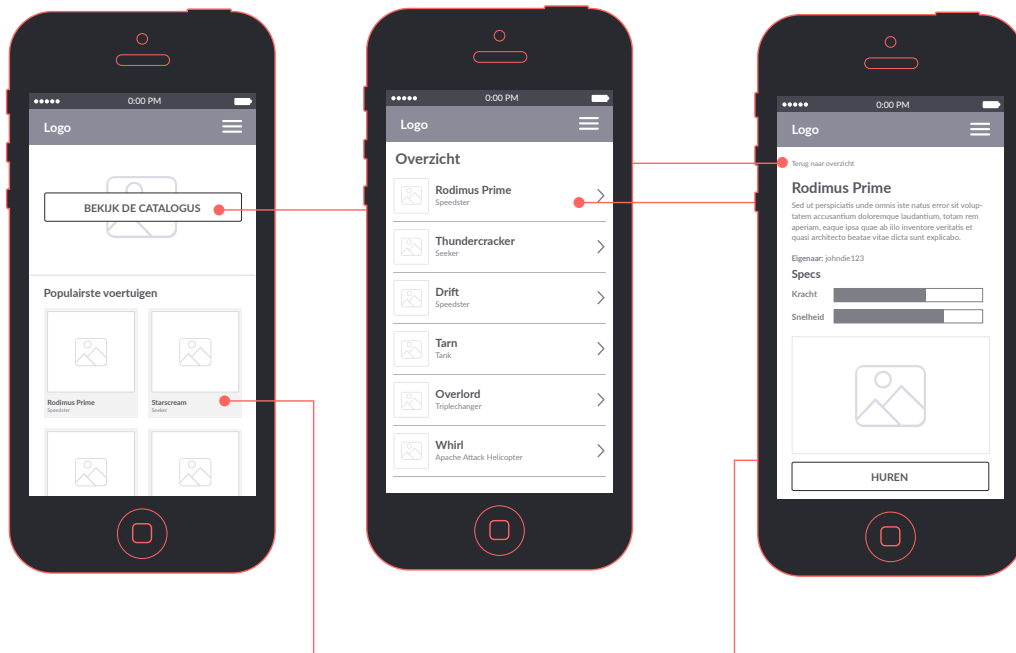 0:00 PM
Logo
BEKIJK DE CATALOGUS
Populairste voertuigen
Rodimus Prime
Speedster
Starscream
Seeker
0:00 PM
Logo
Overzicht
Rodimus Prime
Speedster
Thundercracker
Seeker
Drift
Speedster
Tarn
Tank
Overlord
Triplechanger
Whirl
Apache Attack Helicopter
0:00 PM
Logo
Terug naar overzicht
Rodimus Prime
Sed ut perspiciatis unde omnis iste natus error sit volup-
tatem accusantium doloremque laudantium, totam rem
aperiam, eaque ipsa quae ab illo inventore veritatis et
quasi architecto beatae vitae dicta sunt explicabo.
Eigenaar: johndie123
Specs
Kracht
Snelheid
HUREN